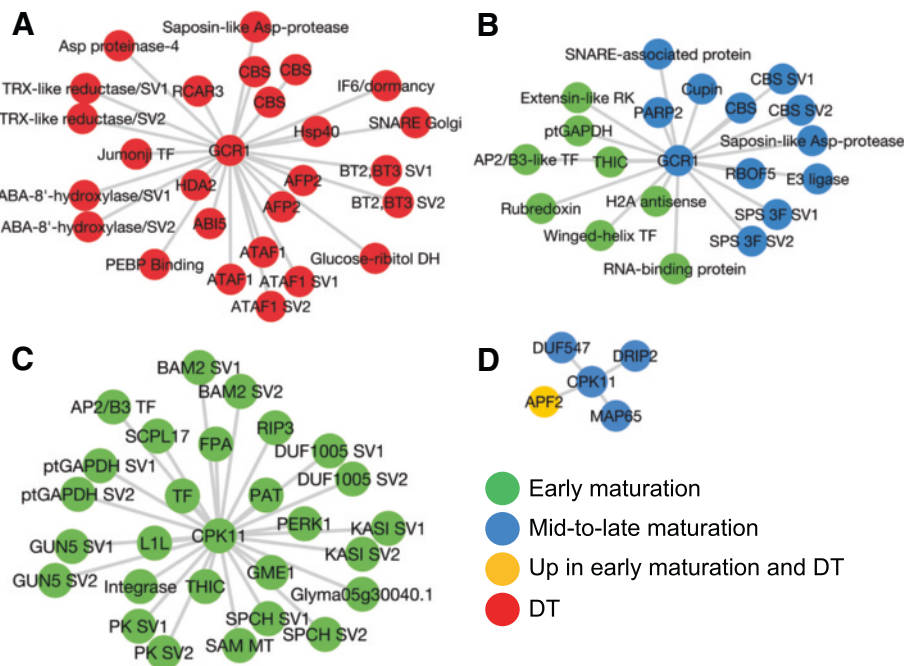 A
Saposin-like Asp-protease
Asp proteinase-4
CBS
CBS
TRX-like reductase/SV1
RCAR3
CBS
IF6/dormancy
TRX-like reductase/SV2
Hsp40
SNARE Golgi
Jumonji TF
GCR1
BT2,BT3 SV1
ABA-8'-hydroxylase/SV1
HDA2
AFP2
BT2,BT3 SV2
AFP2
ABA-8'-hydroxylase/SV2
ABI5
ATAF1
Glucose-ribitol DH
PEBP Binding
ATAF1
ATAF1 SV1
ATAF1 SV2
B
SNARE-associated protein
Extensin-like RK
Cupin
CBS SV1
PARP2
CBS
CBS SV2
ptGAPDH
Saposin-like Asp-protease
AP2/B3-like TF
THIC
GCR1
RBOF5
E3 ligase
Rubredoxin
H2A antisense
SPS 3F SV1
Winged-helix TF
SPS 3F SV2
RNA-binding protein
C
BAM2 SV1
BAM2 SV2
AP2/B3 TF
SCPL17
FPA
RIP3
DUF1005 SV1
ptGAPDH SV1
DUF1005 SV2
ptGAPDH SV2
TF
PAT
PERK1
KASI SV1
GUN5 SV1
L1L
CPK11
KASI SV2
GUN5 SV2
Integrase
THIC
GME1
Glyma05g30040.1
PK SV1
SPCH SV1
SPCH SV2
PK SV2
SAM MT
D
DUF547
DRIP2
CPK11
APF2
MAP65
Early maturation
Mid-to-late maturation
Up in early maturation and DT
DT